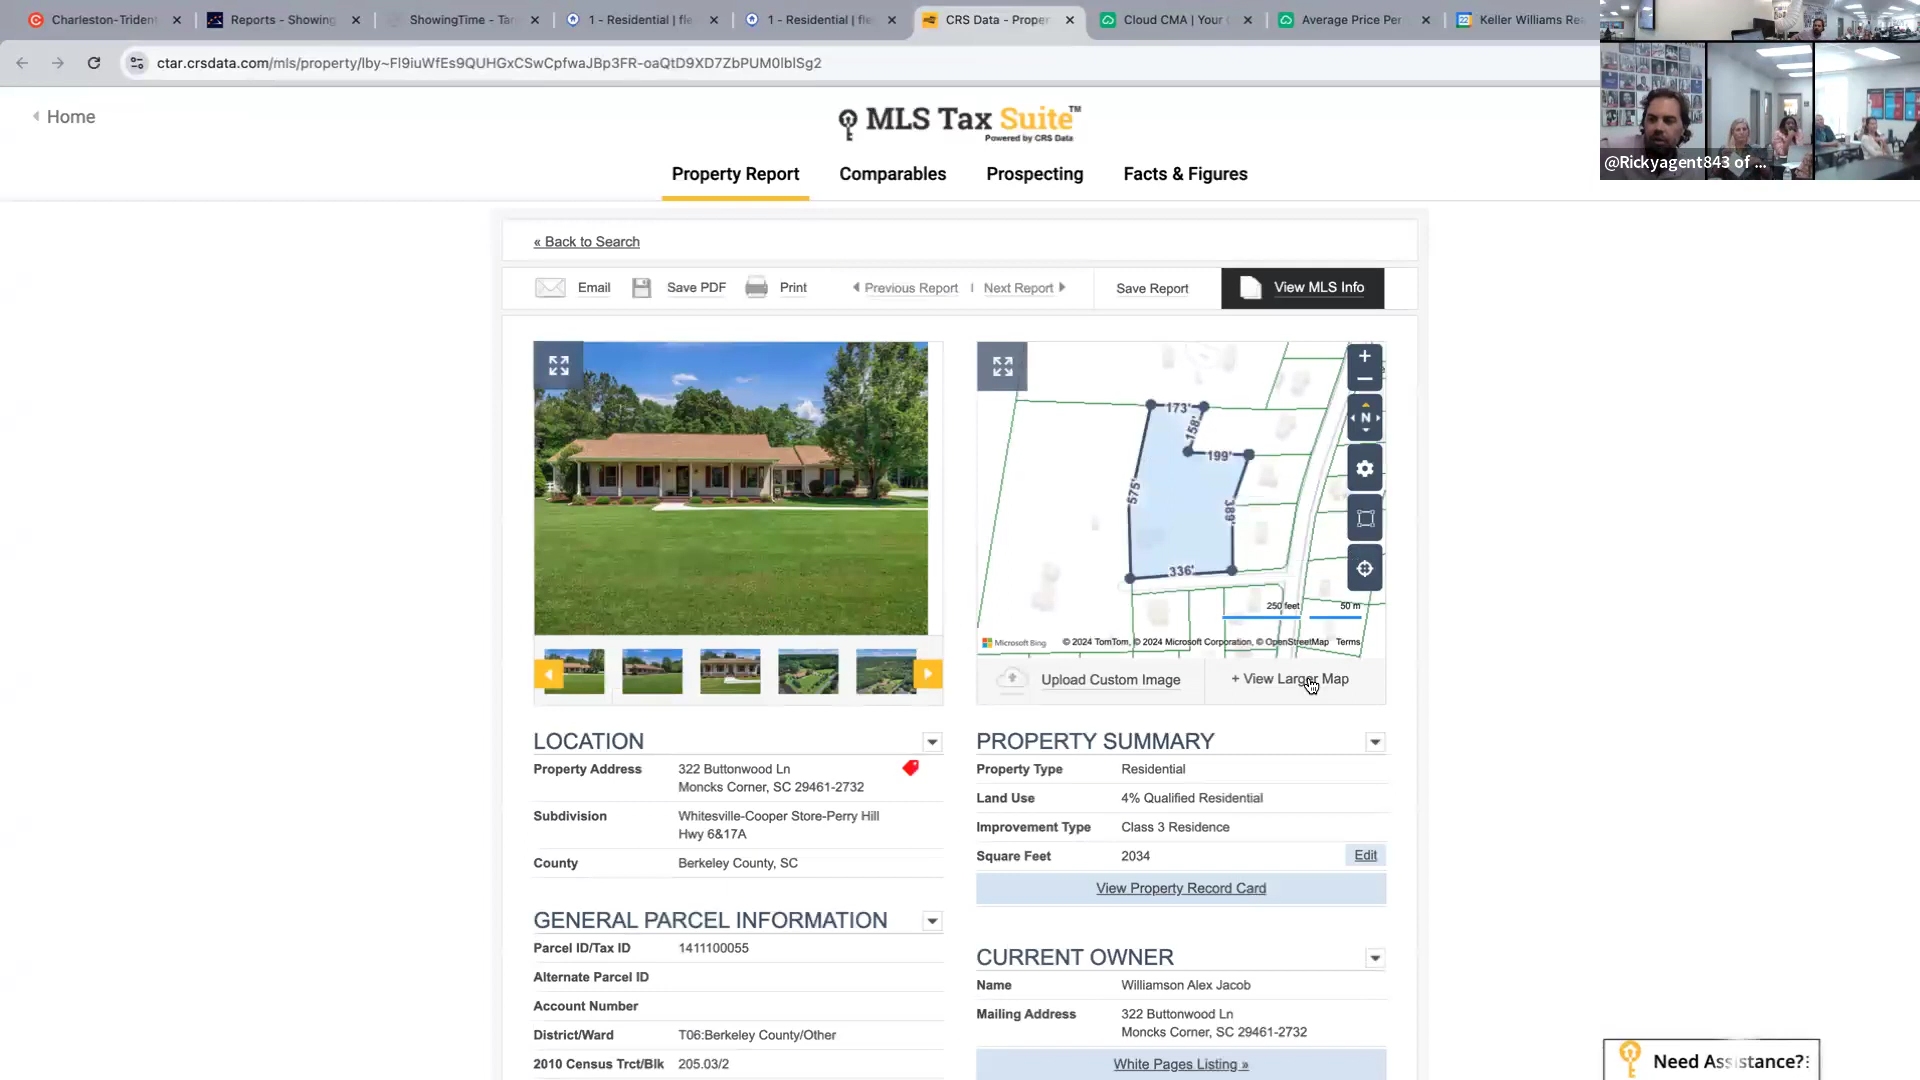 Charleston-Trident
Reports - Showing
ShowingTime - Tar
1 - Residential | fle
1 - Residential | fle
CRS Data - Proper
Cloud CMA | Your
Average Price Per
22
Keller Williams Rea
ctar.crsdata.com/mls/property/lby~Fl9iuWfEs9QUHGxCSwCpfwaJBp3FR-oaQtD9XD7ZbPUM0lblSg2
@Rickyagent843 of ...
Home
MLS Tax Suite™
Powered by CRS Data
Property Report
Comparables
Prospecting
Facts & Figures
« Back to Search
Email
Save PDF
Print
Previous Report
Next Report
Save Report
View MLS Info
173'
158'
199'
575'
389'
336'
N
250 feet
50 m
Microsoft Bing
© 2024 TomTom, © 2024 Microsoft Corporation, © OpenStreetMap Terms
Upload Custom Image
+ View Larger Map
LOCATION
Property Address
322 Buttonwood Ln
Moncks Corner, SC 29461-2732
Subdivision
Whitesville-Cooper Store-Perry Hill
Hwy 6&17A
County
Berkeley County, SC
GENERAL PARCEL INFORMATION
Parcel ID/Tax ID
1411100055
Alternate Parcel ID
Account Number
District/Ward
T06:Berkeley County/Other
2010 Census Trct/Blk
205.03/2
PROPERTY SUMMARY
Property Type
Residential
Land Use
4% Qualified Residential
Improvement Type
Class 3 Residence
Square Feet
2034
Edit
View Property Record Card
CURRENT OWNER
Name
Williamson Alex Jacob
Mailing Address
322 Buttonwood Ln
Moncks Corner, SC 29461-2732
White Pages Listing »
Need Assistance?